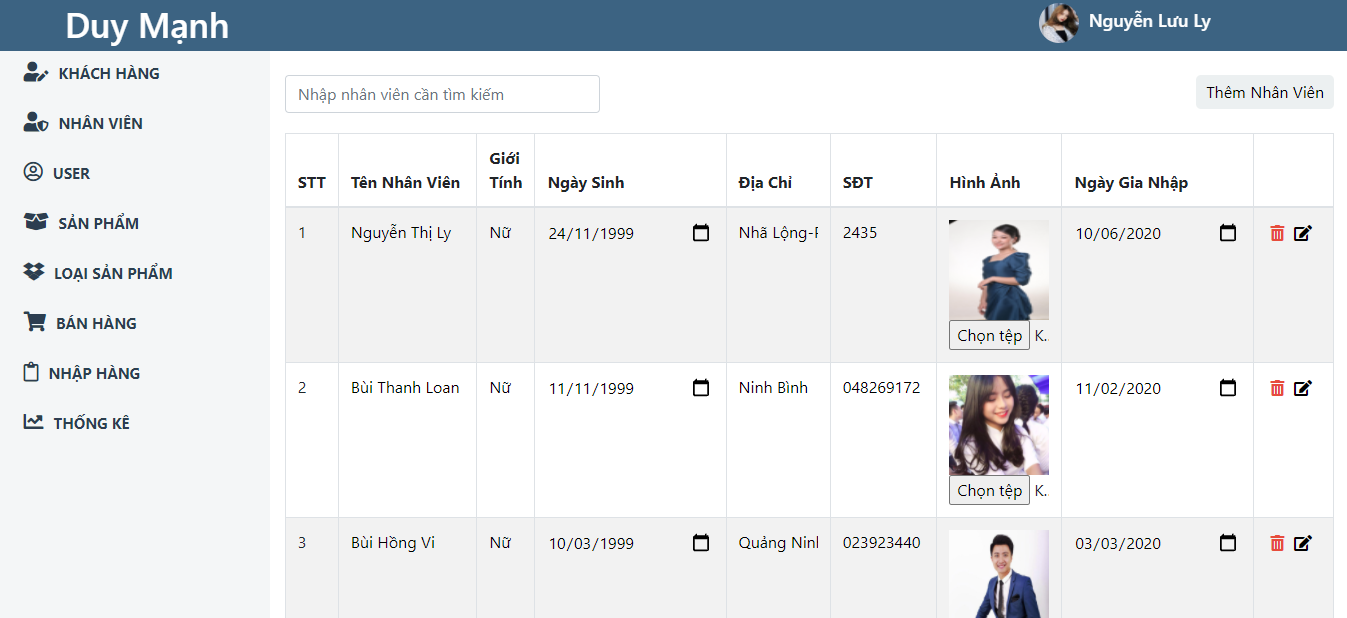 Duy Mạnh
Nguyễn Lưu Ly
KHÁCH HÀNG
NHÂN VIÊN
USER
SẢN PHẨM
LOẠI SẢN PHẨM
BÁN HÀNG
NHẬP HÀNG
THỐNG KÊ
Nhập nhân viên cần tìm kiếm
Thêm Nhân Viên
STT Tên Nhân Viên Giới Tính Ngày Sinh Địa Chỉ SĐT Hình Ảnh Ngày Gia Nhập
1 Nguyễn Thị Ly Nữ 24/11/1999 Nhã Lộng-P 2435 10/06/2020
Chọn tệp K..
2 Bùi Thanh Loan Nữ 11/11/1999 Ninh Bình 048269172 11/02/2020
Chọn tệp K..
3 Bùi Hồng Vi Nữ 10/03/1999 Quảng Ninh 023923440 03/03/2020